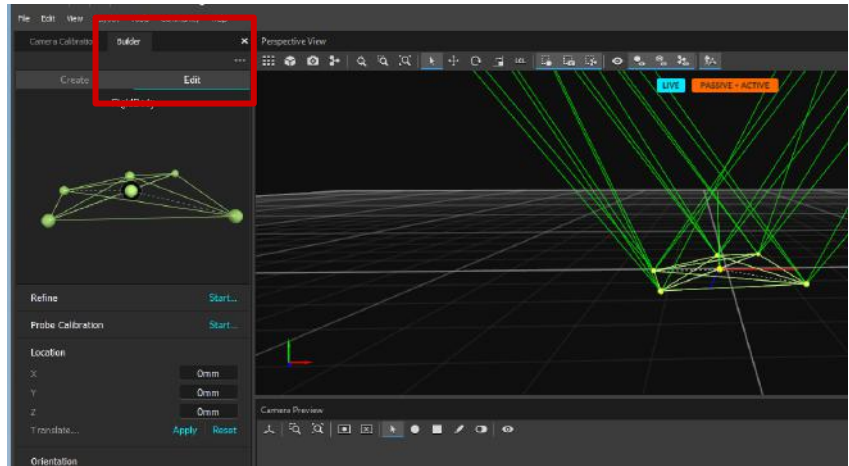 File Edit View
Camera Calibration Builder × Perspective View
Create Edit
LIVE PASSIVE + ACTIVE
Refine Start...
Probe Calibration Start...
Location
X 0mm
Y 0mm
Z 0mm
Translate... Apply Reset
Camera Preview
Orientation